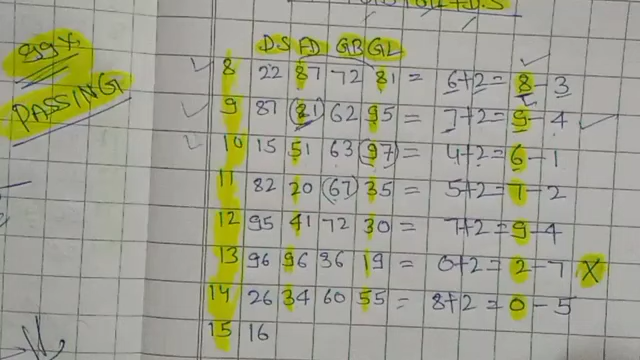 99%
PASSING
DS FD GB GL
8 22 87 72 81 = 6+2=8-3
9 87 (21) 62 95 = 7+2=9-4
10 15 51 63 (97) = 4+2=6-1
11 82 20 (67) 35 = 5+2=7-2
12 95 41 72 30 = 7+2=9-4
13 96 96 36 19 = 0+2=2-7 X
14 26 34 60 55 = 8+2=0-5
15 16